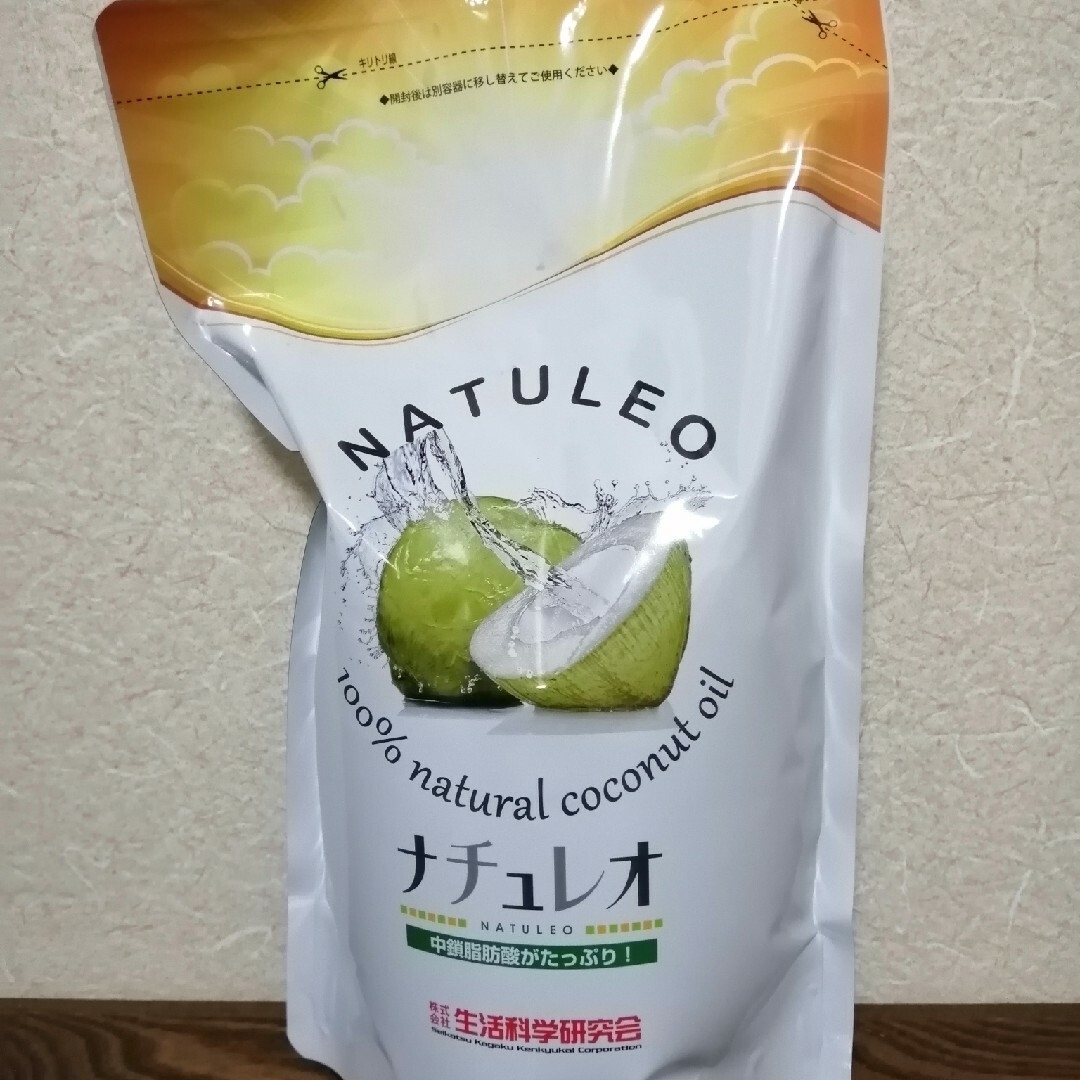 キリトリ線
◆開封後は別容器に移し替えてご使用ください◆
NATULEO
100% natural coconut oil
ナチュレオ
NATULEO
中鎖脂肪酸がたっぷり！
株式会社 生活科学研究会
Seikatsu Kagaku Kenkyukai Corporation